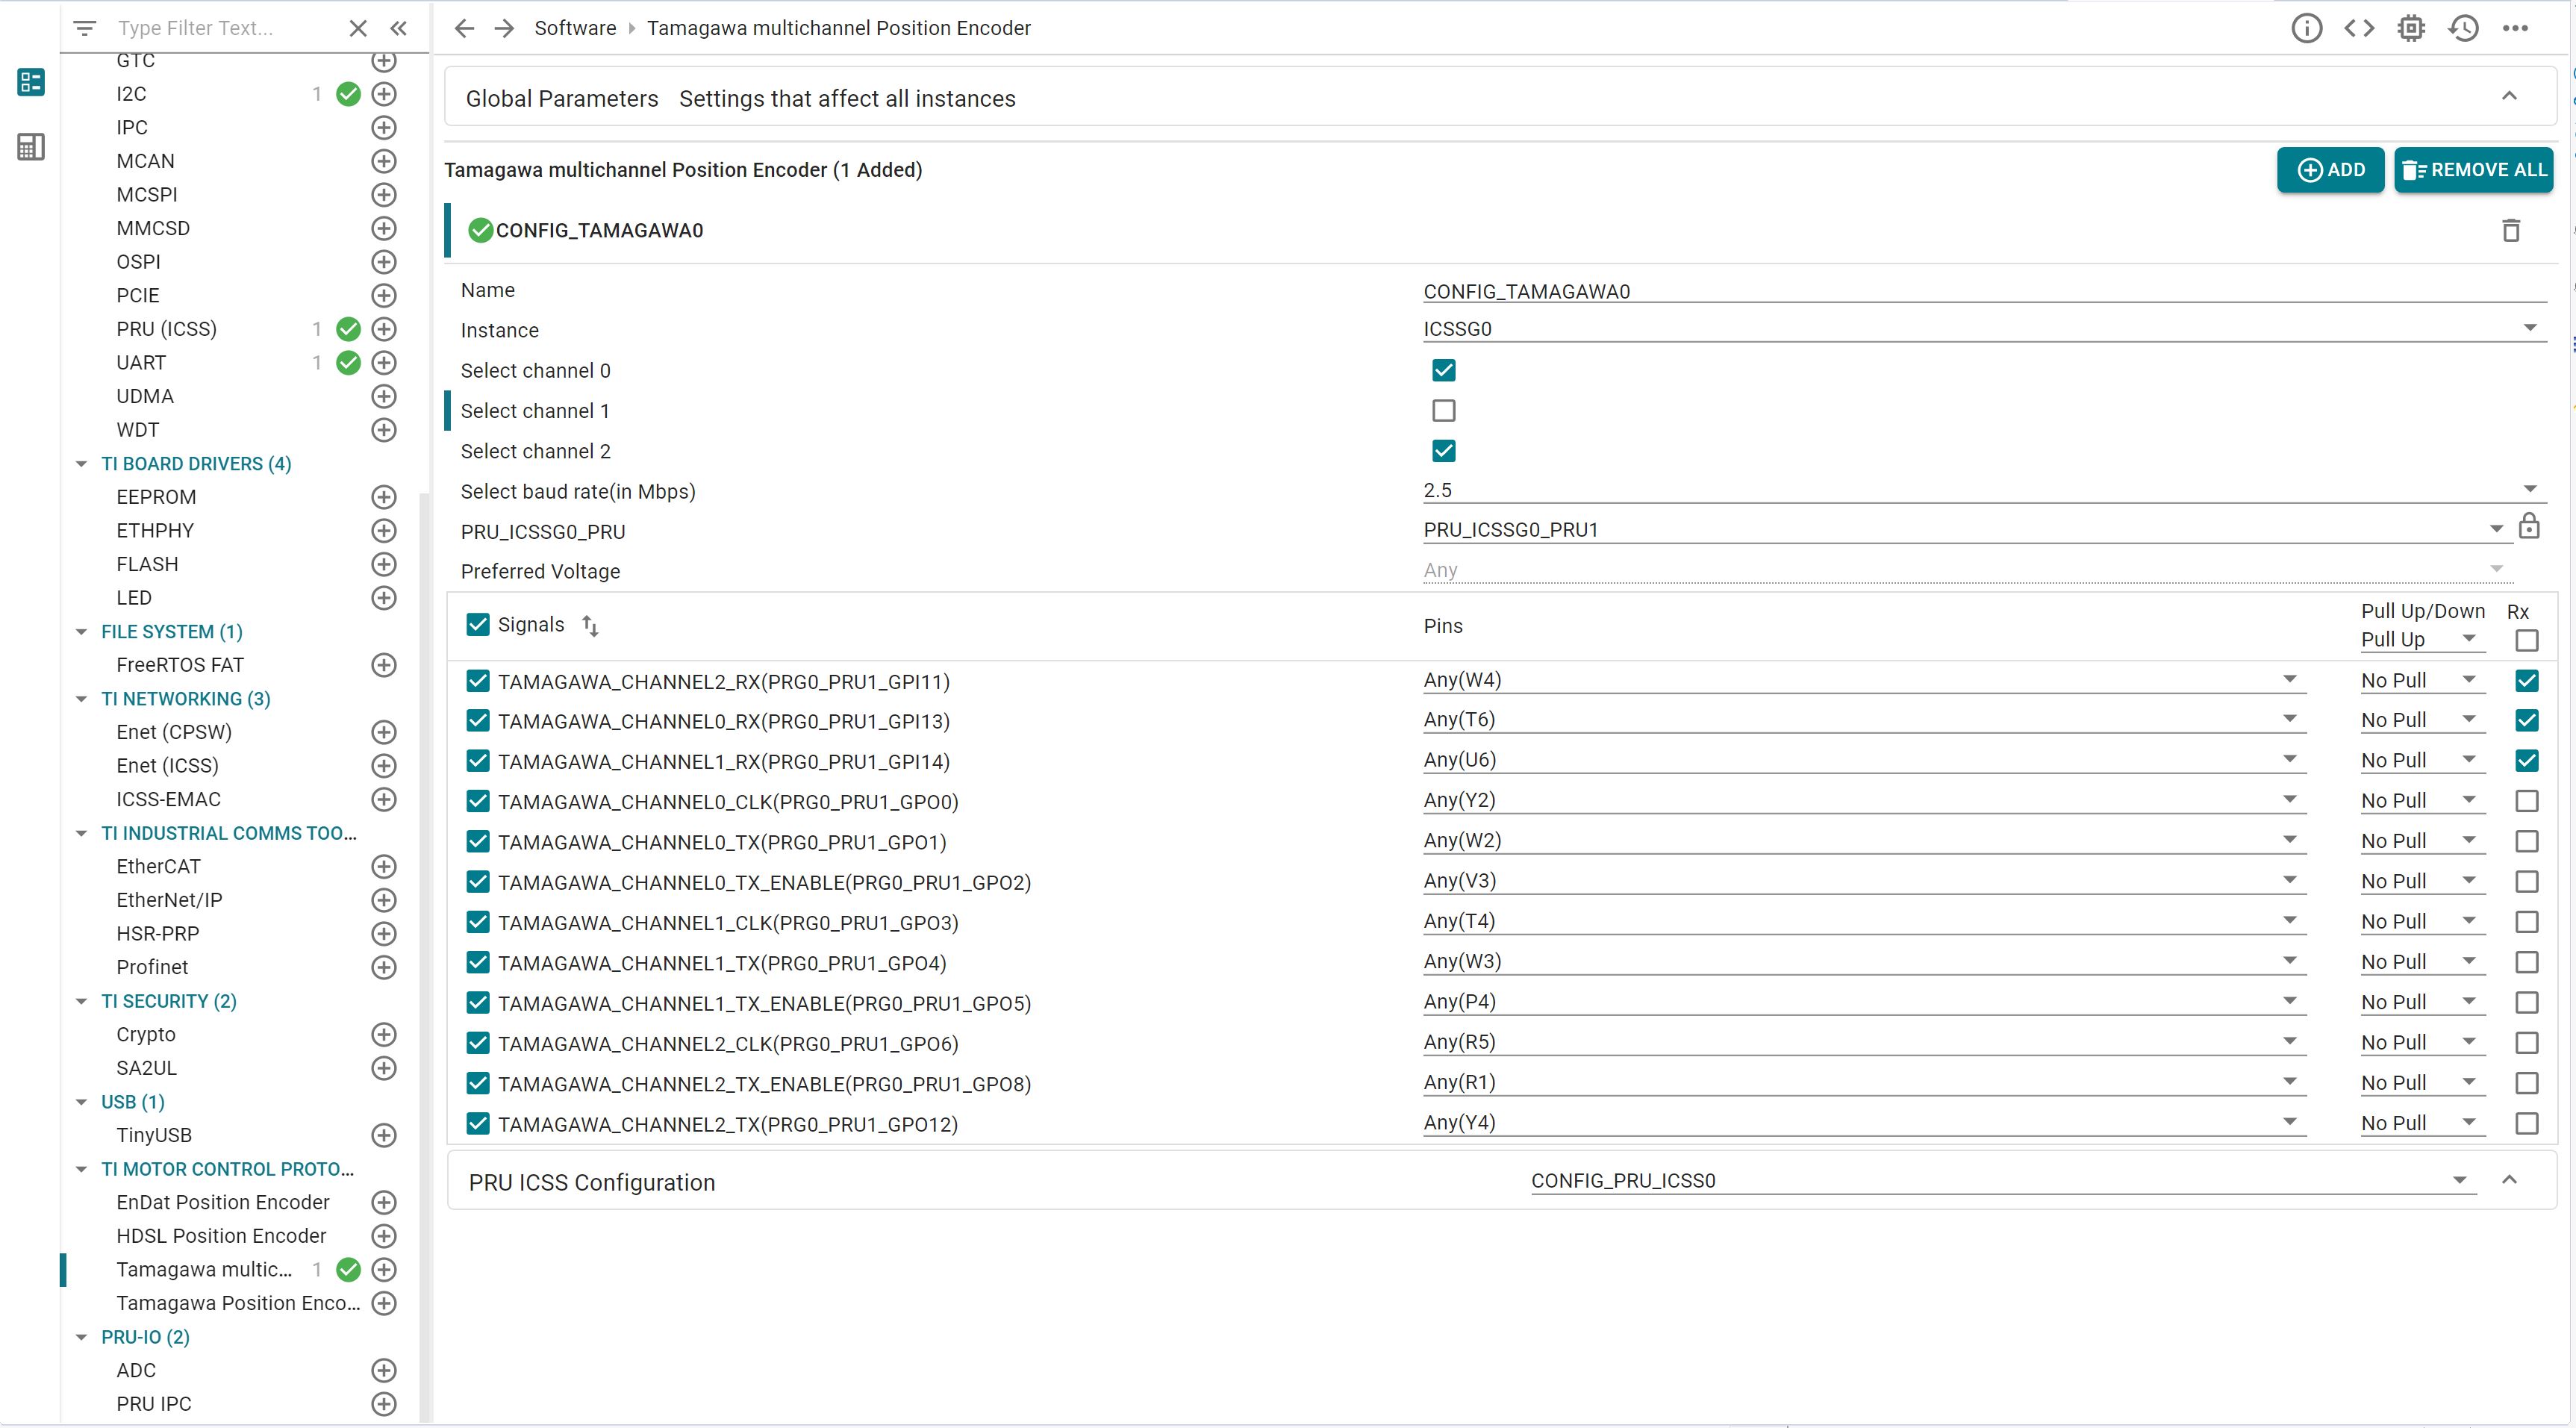 Type Filter Text...
GTC
I2C 1
IPC
MCAN
MCSPI
MMCSD
OSPI
PCIE
PRU (ICSS) 1
UART 1
UDMA
WDT
TI BOARD DRIVERS (4)
EEPROM
ETHPHY
FLASH
LED
FILE SYSTEM (1)
FreeRTOS FAT
TI NETWORKING (3)
Enet (CPSW)
Enet (ICSS)
ICSS-EMAC
TI INDUSTRIAL COMMS TOO...
EtherCAT
EtherNet/IP
HSR-PRP
Profinet
TI SECURITY (2)
Crypto
SA2UL
USB (1)
TinyUSB
TI MOTOR CONTROL PROTO...
EnDat Position Encoder
HDSL Position Encoder
Tamagawa multic... 1
Tamagawa Position Enco...
PRU-IO (2)
ADC
PRU IPC
Software Tamagawa multichannel Position Encoder
Global Parameters Settings that affect all instances
Tamagawa multichannel Position Encoder (1 Added) ADD REMOVE ALL
CONFIG_TAMAGAWA0
Name CONFIG_TAMAGAWA0
Instance ICSSG0
Select channel 0
Select channel 1
Select channel 2
Select baud rate(in Mbps) 2.5
PRU_ICSSG0_PRU PRU_ICSSG0_PRU1
Preferred Voltage Any
Signals Pins Pull Up/Down Rx
Pull Up
TAMAGAWA_CHANNEL2_RX(PRG0_PRU1_GPI11) Any(W4) No Pull
TAMAGAWA_CHANNEL0_RX(PRG0_PRU1_GPI13) Any(T6) No Pull
TAMAGAWA_CHANNEL1_RX(PRG0_PRU1_GPI14) Any(U6) No Pull
TAMAGAWA_CHANNEL0_CLK(PRG0_PRU1_GPO0) Any(Y2) No Pull
TAMAGAWA_CHANNEL0_TX(PRG0_PRU1_GPO1) Any(W2) No Pull
TAMAGAWA_CHANNEL0_TX_ENABLE(PRG0_PRU1_GPO2) Any(V3) No Pull
TAMAGAWA_CHANNEL1_CLK(PRG0_PRU1_GPO3) Any(T4) No Pull
TAMAGAWA_CHANNEL1_TX(PRG0_PRU1_GPO4) Any(W3) No Pull
TAMAGAWA_CHANNEL1_TX_ENABLE(PRG0_PRU1_GPO5) Any(P4) No Pull
TAMAGAWA_CHANNEL2_CLK(PRG0_PRU1_GPO6) Any(R5) No Pull
TAMAGAWA_CHANNEL2_TX_ENABLE(PRG0_PRU1_GPO8) Any(R1) No Pull
TAMAGAWA_CHANNEL2_TX(PRG0_PRU1_GPO12) Any(Y4) No Pull
PRU ICSS Configuration CONFIG_PRU_ICSS0